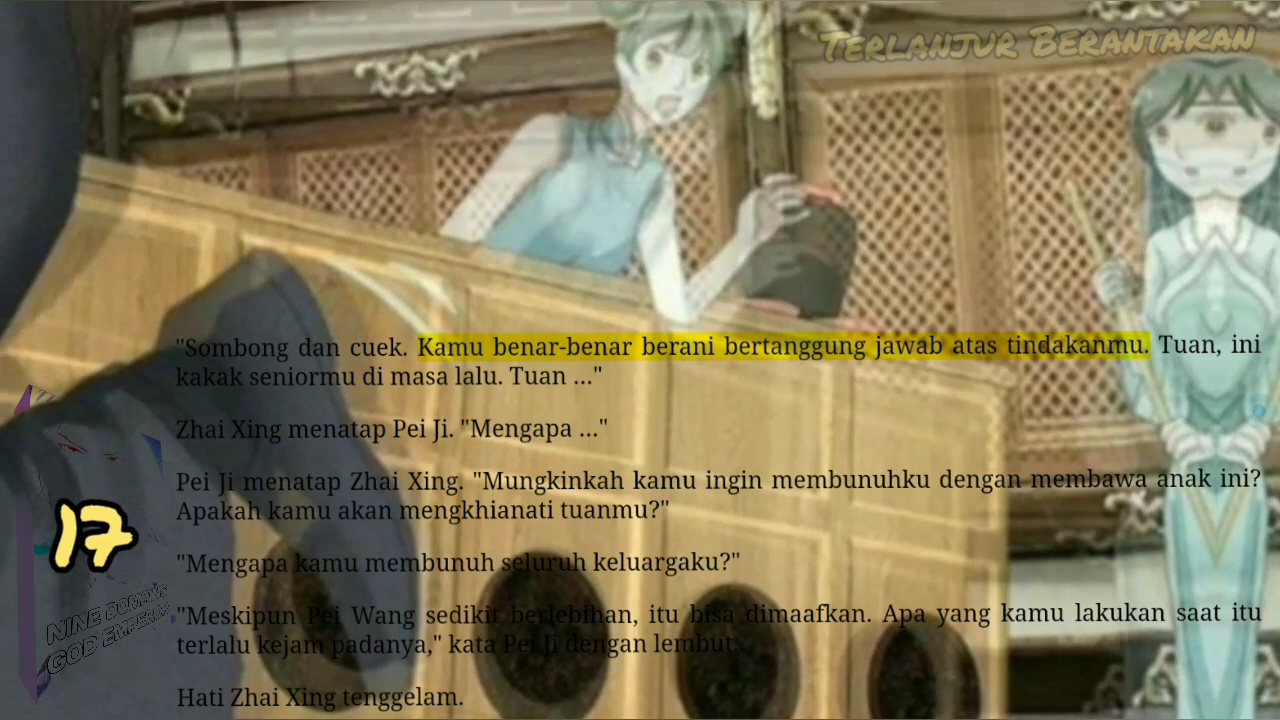 Terlanjur Berantakan
"Sombong dan cuek. Kamu benar-benar berani bertanggung jawab atas tindakanmu. Tuan, ini
kakak seniormu di masa lalu. Tuan ..."
Zhai Xing menatap Pei Ji. "Mengapa ..."
Pei Ji menatap Zhai Xing. "Mungkinkah kamu ingin membunuhku dengan membawa anak ini?
Apakah kamu akan mengkhianati tuanmu?"
17
"Mengapa kamu membunuh seluruh keluargaku?"
"Meskipun Pei Wang sedikit berlebihan, itu bisa dimaafkan. Apa yang kamu lakukan saat itu
terlalu kejam padanya," kata Pei Ji dengan lembut.
NINE DOMAINS
GOD EMPEROR
Hati Zhai Xing tenggelam.